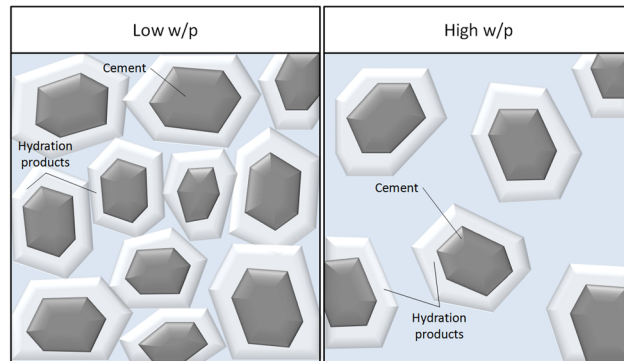 Low w/p
High w/p
Cement
Hydration
products
Cement
Hydration
products